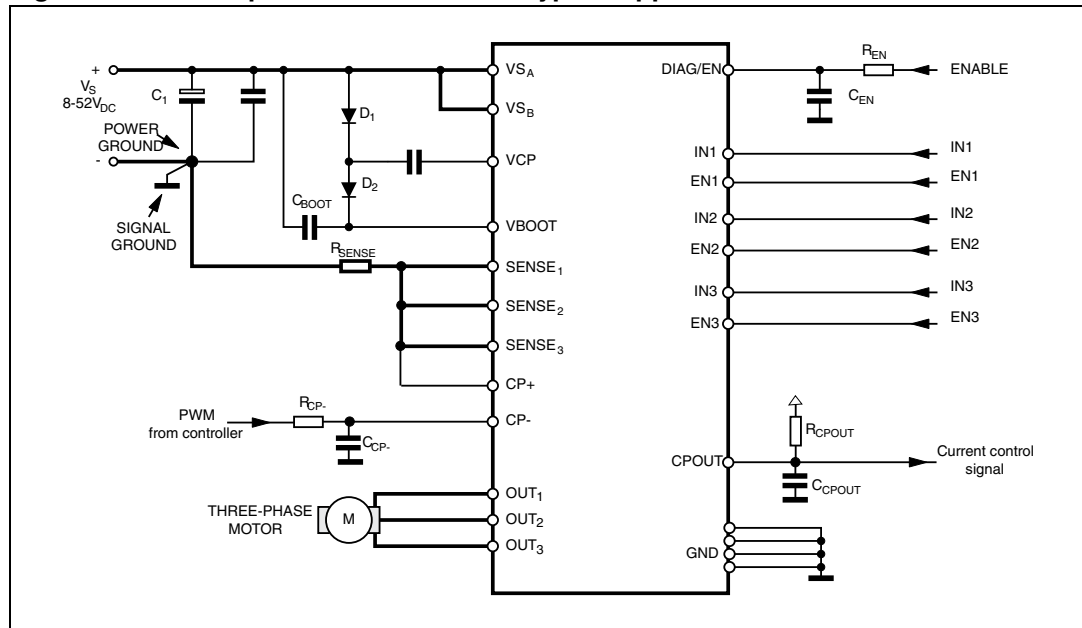 +
V_S
8-52V_DC
C_1
POWER
GROUND
-
SIGNAL
GROUND
D_1
D_2
C_BOOT
R_SENSE
VS_A
VS_B
VCP
VBOOT
SENSE_1
SENSE_2
SENSE_3
CP+
CP-
PWM
from controller
R_CP-
C_CP-
THREE-PHASE
MOTOR
M
OUT_1
OUT_2
OUT_3
DIAG/EN
R_EN
ENABLE
C_EN
IN1
IN1
EN1
EN1
IN2
IN2
EN2
EN2
IN3
IN3
EN3
EN3
R_CPOUT
CPOUT
Current control
signal
C_CPOUT
GND